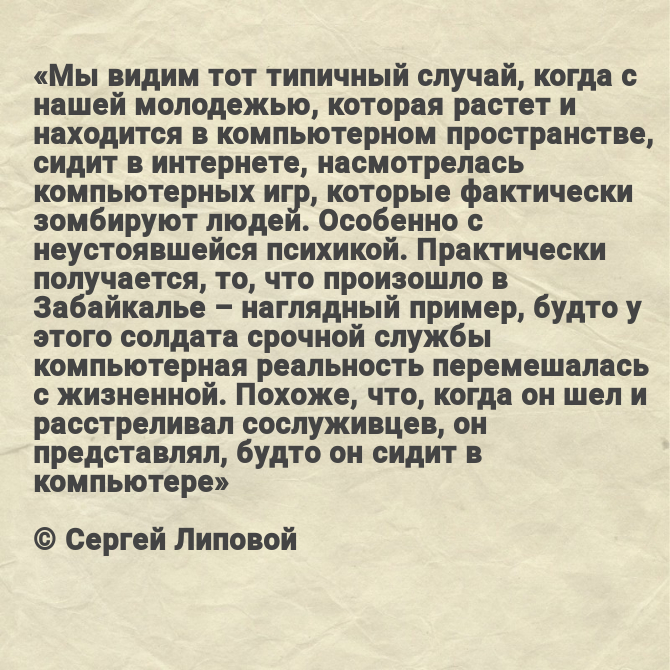 «Мы видим тот типичный случай, когда с
нашей молодежью, которая растет и
находится в компьютерном пространстве,
сидит в интернете, насмотрелась
компьютерных игр, которые фактически
зомбируют людей. Особенно с
неустоявшейся психикой. Практически
получается, то, что произошло в
Забайкалье – наглядный пример, будто у
этого солдата срочной службы
компьютерная реальность перемешалась
с жизненной. Похоже, что, когда он шел и
расстреливал сослуживцев, он
представлял, будто он сидит в
компьютере»
© Сергей Липовой